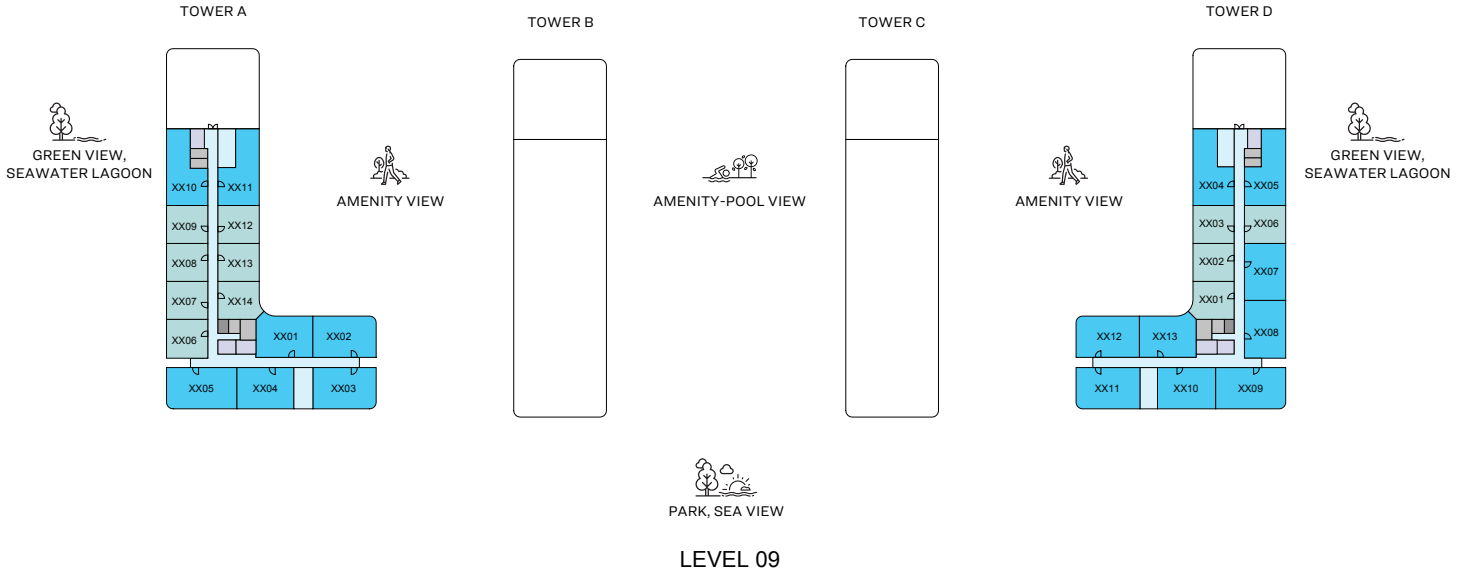 TOWER A
TOWER B
TOWER C
TOWER D
GREEN VIEW,
SEAWATER LAGOON
AMENITY VIEW
AMENITY-POOL VIEW
AMENITY VIEW
GREEN VIEW,
SEAWATER LAGOON
XX10 XX11
XX09 XX12
XX08 XX13
XX07 XX14
XX06
XX01 XX02
XX05 XX04 XX03
XX04 XX05
XX03 XX06
XX02
XX07
XX01
XX08
XX12 XX13
XX11 XX10 XX09
PARK, SEA VIEW
LEVEL 09